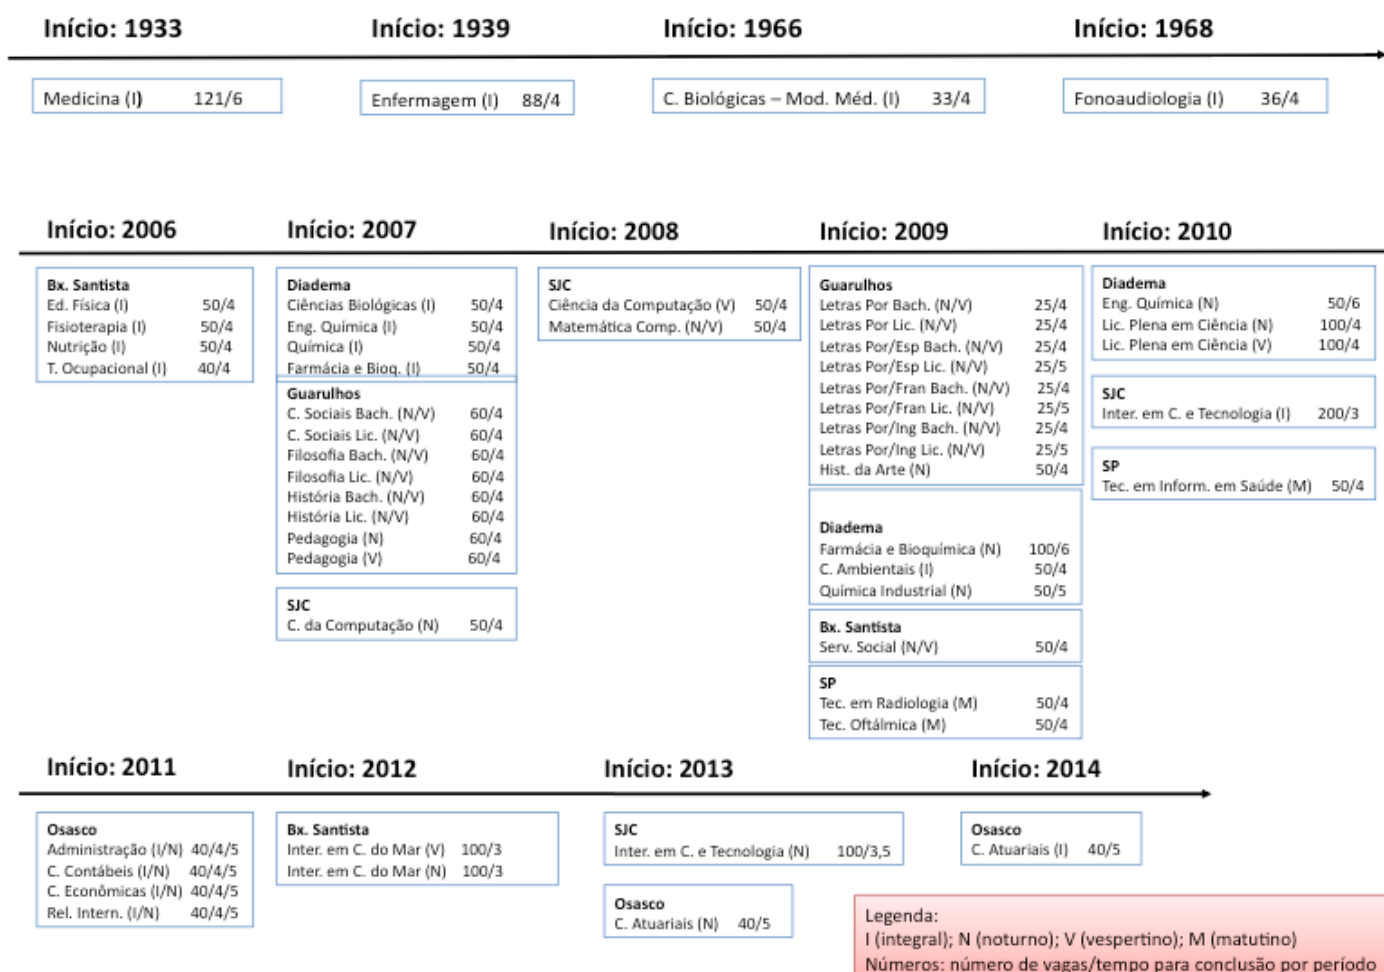 Início: 1933
Início: 1939
Início: 1966
Início: 1968
Medicina (I) 121/6
Enfermagem (I) 88/4
C. Biológicas – Mod. Méd. (I) 33/4
Fonoaudiologia (I) 36/4
Início: 2006
Início: 2007
Início: 2008
Início: 2009
Início: 2010
Bx. Santista
Ed. Física (I) 50/4
Fisioterapia (I) 50/4
Nutrição (I) 50/4
T. Ocupacional (I) 40/4
Diadema
Ciências Biológicas (I) 50/4
Eng. Química (I) 50/4
Química (I) 50/4
Farmácia e Bioq. (I) 50/4
Guarulhos
C. Sociais Bach. (N/V) 60/4
C. Sociais Lic. (N/V) 60/4
Filosofia Bach. (N/V) 60/4
Filosofia Lic. (N/V) 60/4
História Bach. (N/V) 60/4
História Lic. (N/V) 60/4
Pedagogia (N) 60/4
Pedagogia (V) 60/4
SJC
C. da Computação (N) 50/4
SJC
Ciência da Computação (V) 50/4
Matemática Comp. (N/V) 50/4
Guarulhos
Letras Por Bach. (N/V) 25/4
Letras Por Lic. (N/V) 25/4
Letras Por/Esp Bach. (N/V) 25/4
Letras Por/Esp Lic. (N/V) 25/5
Letras Por/Fran Bach. (N/V) 25/4
Letras Por/Fran Lic. (N/V) 25/5
Letras Por/Ing Bach. (N/V) 25/4
Letras Por/Ing Lic. (N/V) 25/5
Hist. da Arte (N) 50/4
Diadema
Farmácia e Bioquímica (N) 100/6
C. Ambientais (I) 50/4
Química Industrial (N) 50/5
Bx. Santista
Serv. Social (N/V) 50/4
SP
Tec. em Radiologia (M) 50/4
Tec. Oftálmica (M) 50/4
Diadema
Eng. Química (N) 50/6
Lic. Plena em Ciência (N) 100/4
Lic. Plena em Ciência (V) 100/4
SJC
Inter. em C. e Tecnologia (I) 200/3
SP
Tec. em Inform. em Saúde (M) 50/4
Início: 2011
Início: 2012
Início: 2013
Início: 2014
Osasco
Administração (I/N) 40/4/5
C. Contábeis (I/N) 40/4/5
C. Econômicas (I/N) 40/4/5
Rel. Intern. (I/N) 40/4/5
Bx. Santista
Inter. em C. do Mar (V) 100/3
Inter. em C. do Mar (N) 100/3
SJC
Inter. em C. e Tecnologia (N) 100/3,5
Osasco
C. Atuariais (N) 40/5
Osasco
C. Atuariais (I) 40/5
Legenda:
I (integral); N (noturno); V (vespertino); M (matutino)
Números: número de vagas/tempo para conclusão por período